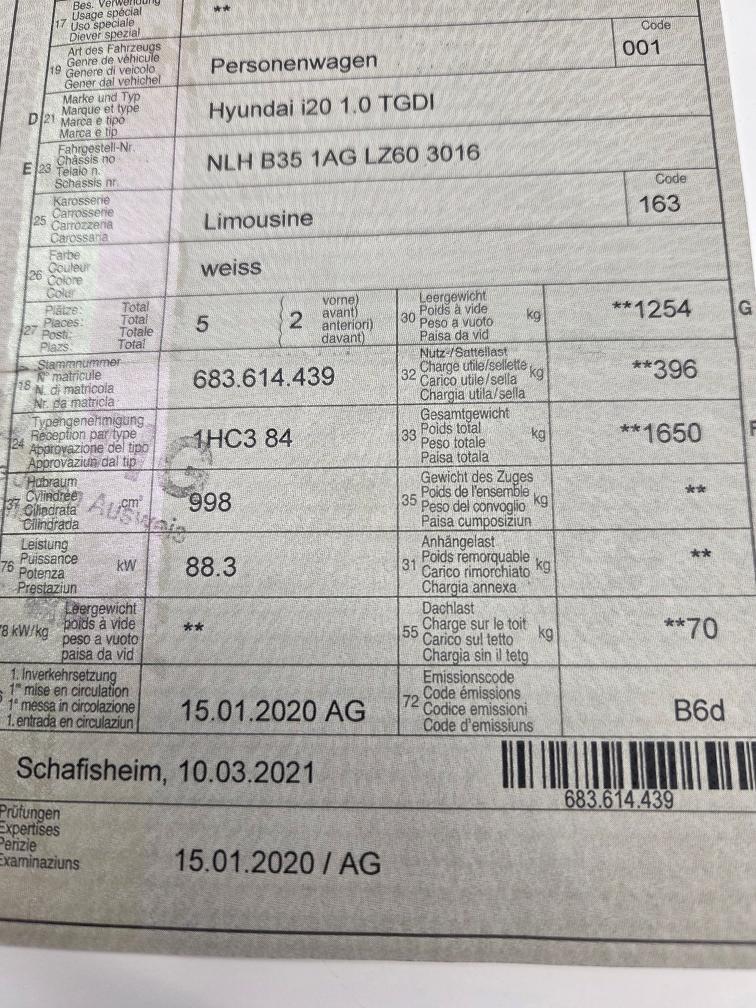 Bes. Verwendung
17 Usage spécial
Uso speciale
Diever spezial
**
19 Art des Fahrzeugs
Genre de véhicule
Genere di veicolo
Gener dal vehichel
Personenwagen
Code
001
D 21 Marke und Typ
Marque et type
Marca e tipo
Marca e tip
Hyundai i20 1.0 TGDI
E 23 Fahrgestell-Nr.
Châssis no
Telaio n.
Schassis nr.
NLH B35 1AG LZ60 3016
25 Karosserie
Carrosserie
Carrozzeria
Carossaria
Limousine
Code
163
26 Farbe
Couleur
Colore
Colur
weiss
27 Plätze: Total
Places: Total
Posti: Totale
Plazs: Total
5
2
vorne)
avant)
anteriori)
davant)
30 Leergewicht
Poids à vide
Peso a vuoto
Paisa da vid
kg
**1254
G
18 Stammnummer
N° matricule
N. di matricola
Nr. da matricla
683.614.439
32 Nutz-/Sattellast
Charge utile/sellette
Carico utile/sella
Chargia utila/sella
kg
**396
24 Typengenehmigung
Réception par type
Approvazione del tipo
Approvaziun dal tip
1HC3 84
33 Gesamtgewicht
Poids total
Peso totale
Paisa totala
kg
**1650
F
37 Hubraum
Cylindrée
Cilindrata
Cilindrada
cm³
998
Ausweis
35 Gewicht des Zuges
Poids de l'ensemble
Peso del convoglio
Paisa cumposiziun
kg
**
76 Leistung
Puissance
Potenza
Prestaziun
kW
88.3
31 Anhängelast
Poids remorquable
Carico rimorchiato
Chargia annexa
kg
**
78 kW/kg
Leergewicht
poids à vide
peso a vuoto
paisa da vid
**
55 Dachlast
Charge sur le toit
Carico sul tetto
Chargia sin il tetg
kg
**70
1. Inverkehrsetzung
1re mise en circulation
1a messa in circolazione
1. entrada en circulaziun
15.01.2020 AG
72 Emissionscode
Code émissions
Codice emissioni
Code d'emissiuns
B6d
Schafisheim, 10.03.2021
683.614.439
Prüfungen
Expertises
Perizie
Examinaziuns
15.01.2020 / AG